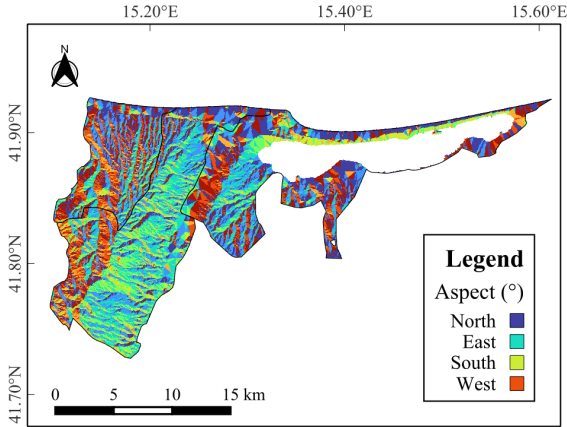 15.20°E 15.40°E 15.60°E
N
41.90°N
41.80°N
41.70°N
Legend
Aspect (°)
North
East
South
West
0 5 10 15 km